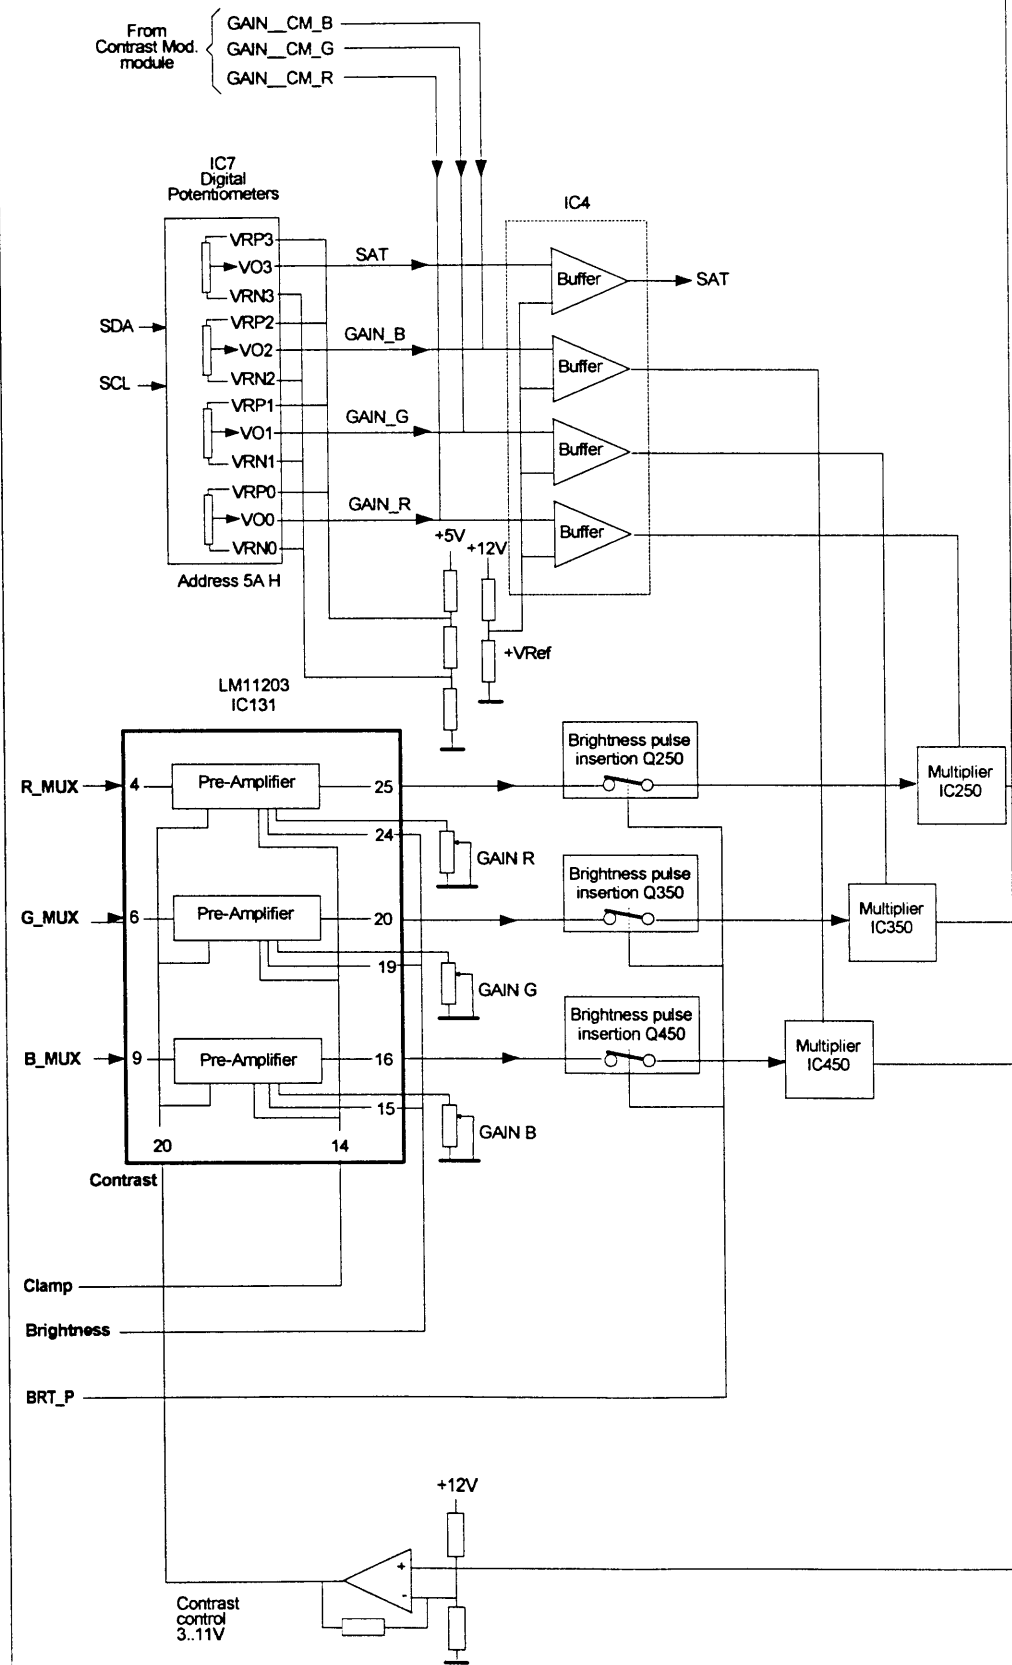 From
Contrast Mod.
module
GAIN__CM_B
GAIN__CM_G
GAIN__CM_R
IC7
Digital
Potentiometers
IC4
VRP3
VO3
VRN3
VRP2
VO2
VRN2
VRP1
VO1
VRN1
VRP0
VO0
VRN0
SDA
SCL
SAT
GAIN_B
GAIN_G
GAIN_R
Buffer
Buffer
Buffer
Buffer
SAT
Address 5A H
+5V
+12V
+VRef
LM11203
IC131
R_MUX
4
Pre-Amplifier
25
24
GAIN R
Brightness pulse
insertion Q250
Multiplier
IC250
G_MUX
6
Pre-Amplifier
20
19
GAIN G
Brightness pulse
insertion Q350
Multiplier
IC350
B_MUX
9
Pre-Amplifier
16
15
GAIN B
Brightness pulse
insertion Q450
Multiplier
IC450
20
14
Contrast
Clamp
Brightness
BRT_P
+12V
+
-
Contrast
control
3..11V